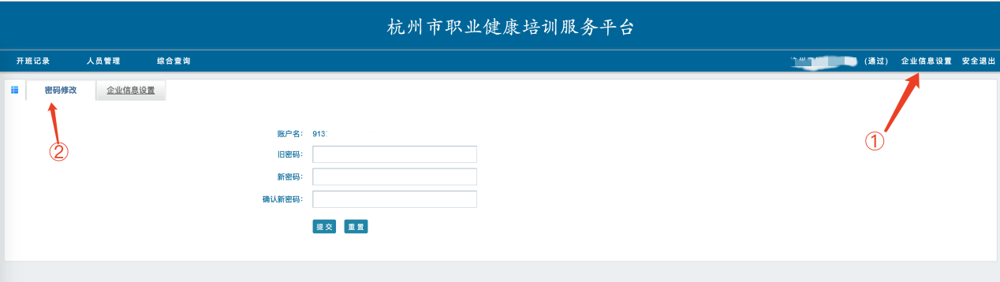 杭州市职业健康培训服务平台
开班记录 人员管理 综合查询 (通过) 企业信息设置 安全退出
密码修改 企业信息设置
①
账户名: 913
②
旧密码:
新密码:
确认新密码:
提交 重置